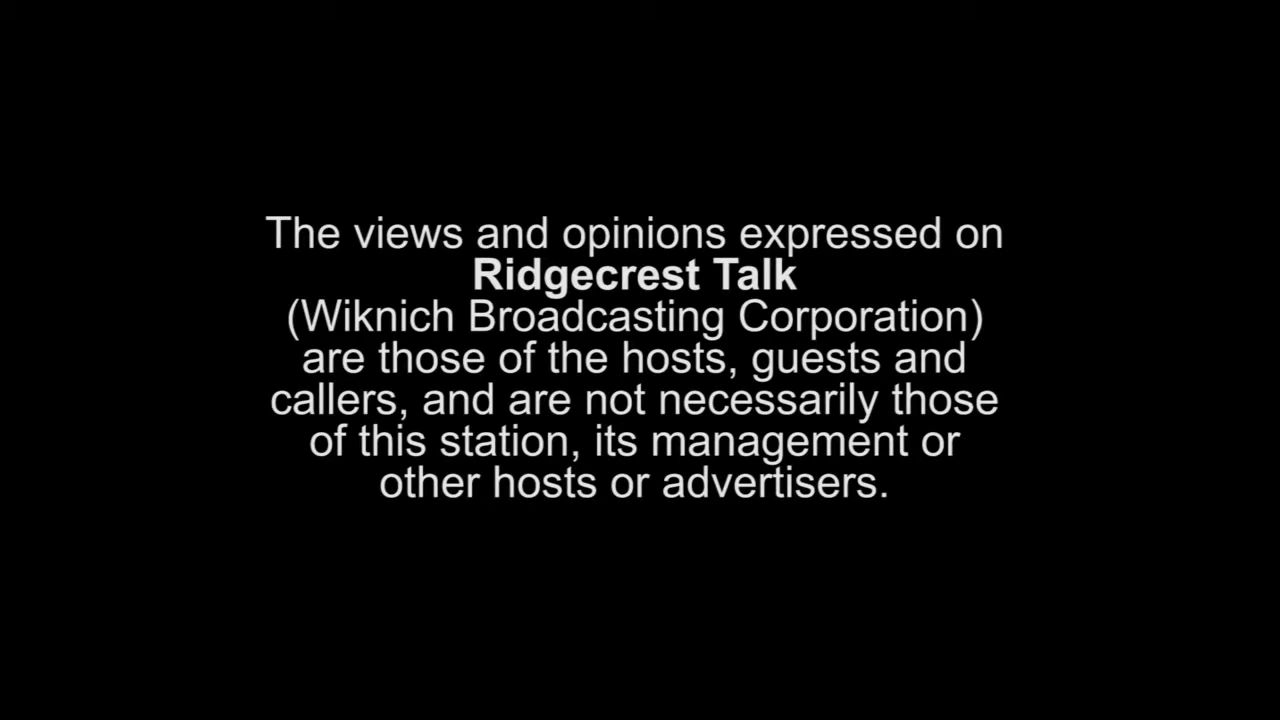 The views and opinions expressed on
Ridgecrest Talk
(Wiknich Broadcasting Corporation)
are those of the hosts, guests and
callers, and are not necessarily those
of this station, its management or
other hosts or advertisers.